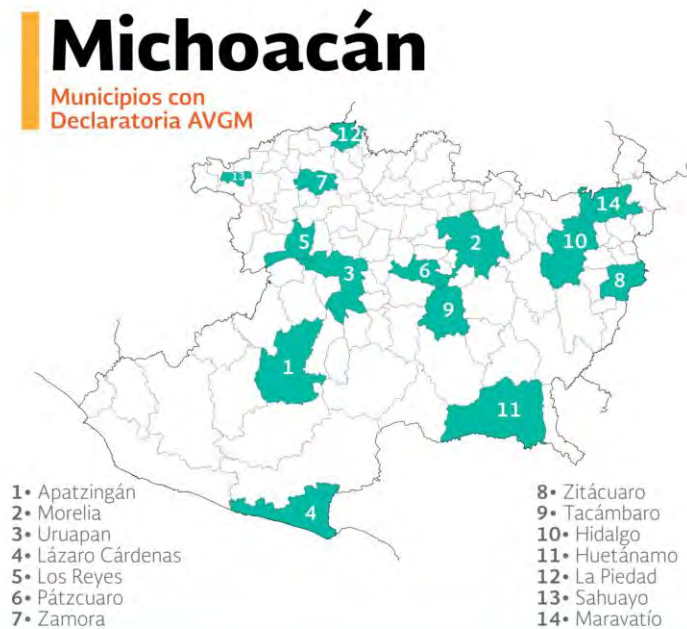 Michoacán
Municipios con
Declaratoria AVGM
12
13
7
14
5
2
10
3
6
8
9
1
11
4
1• Apatzingán
2• Morelia
3• Uruapan
4• Lázaro Cárdenas
5• Los Reyes
6• Pátzcuaro
7• Zamora
8• Zitácuaro
9• Tacámbaro
10• Hidalgo
11• Huetánamo
12• La Piedad
13• Sahuayo
14• Maravatío